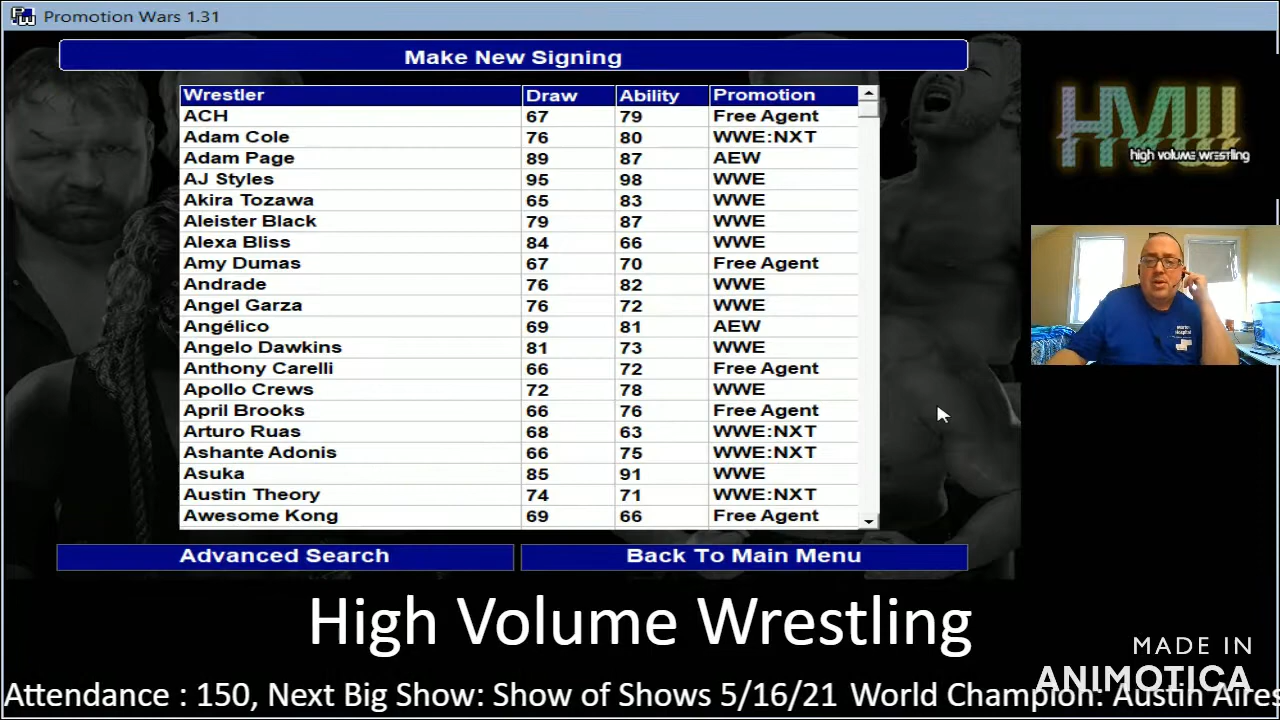 Promotion Wars 1.31
Make New Signing
Wrestler Draw Ability Promotion
ACH 67 79 Free Agent
Adam Cole 76 80 WWE:NXT
Adam Page 89 87 AEW
AJ Styles 95 98 WWE
Akira Tozawa 65 83 WWE
Aleister Black 79 87 WWE
Alexa Bliss 84 66 WWE
Amy Dumas 67 70 Free Agent
Andrade 76 82 WWE
Angel Garza 76 72 WWE
Angélico 69 81 AEW
Angelo Dawkins 81 73 WWE
Anthony Carelli 66 72 Free Agent
Apollo Crews 72 78 WWE
April Brooks 66 76 Free Agent
Arturo Ruas 68 63 WWE:NXT
Ashante Adonis 66 75 WWE:NXT
Asuka 85 91 WWE
Austin Theory 74 71 WWE:NXT
Awesome Kong 69 66 Free Agent
Advanced Search Back To Main Menu
HVW
high volume wrestling
High Volume Wrestling
MADE IN
ANIMOTICA
Attendance : 150, Next Big Show: Show of Shows 5/16/21 World Champion: Austin Aires